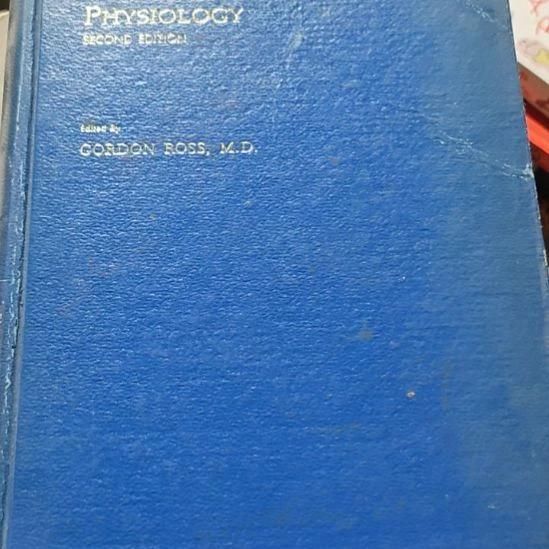 PHYSIOLOGY
SECOND EDITION
Edited By
GORDON ROSS, M.D.